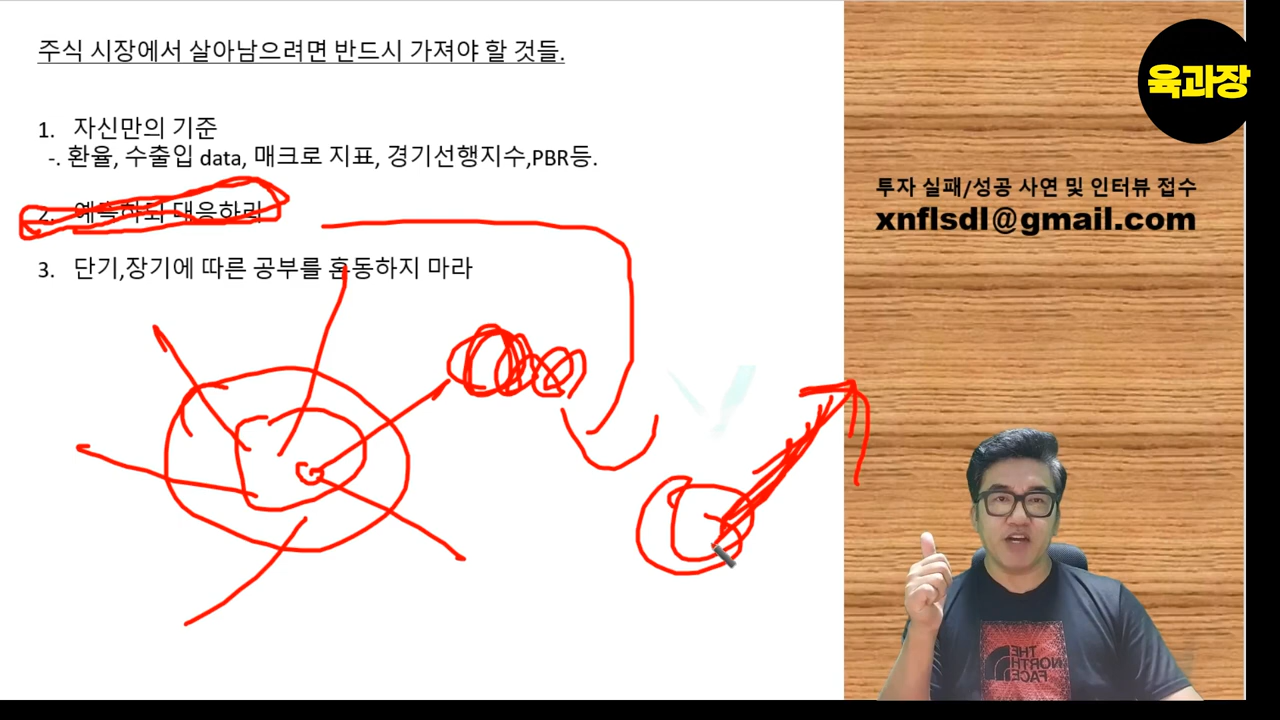 주식 시장에서 살아남으려면 반드시 가져야 할 것들.
1. 자신만의 기준
-. 환율, 수출입 data, 매크로 지표, 경기선행지수,PBR등.
2. 예측하되 대응하라
3. 단기,장기에 따른 공부를 혼동하지 마라
육과장
투자 실패/성공 사연 및 인터뷰 접수
xnflsdl@gmail.com
THE
NORTH
FACE